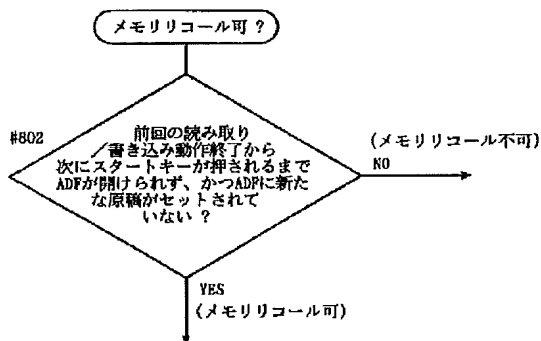 メモリリコール可 ?
#802
前回の読み取り
/書き込み動作終了から
次にスタートキーが押されるまで
ADFが開けられず、かつADFに新た
な原稿がセットされて
いない ?
(メモリリコール不可)
NO
YES
(メモリリコール可)